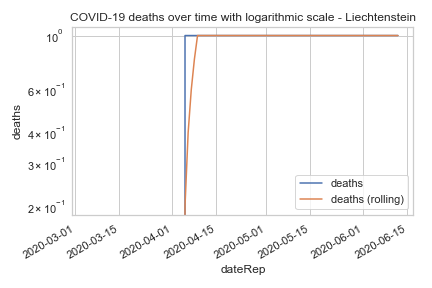 COVID-19 deaths over time with logarithmic scale - Liechtenstein
10⁰
6 × 10⁻¹
4 × 10⁻¹
3 × 10⁻¹
2 × 10⁻¹
deaths
deaths
deaths (rolling)
2020-03-01
2020-03-15
2020-04-01
2020-04-15
2020-05-01
2020-05-15
2020-06-01
2020-06-15
dateRep